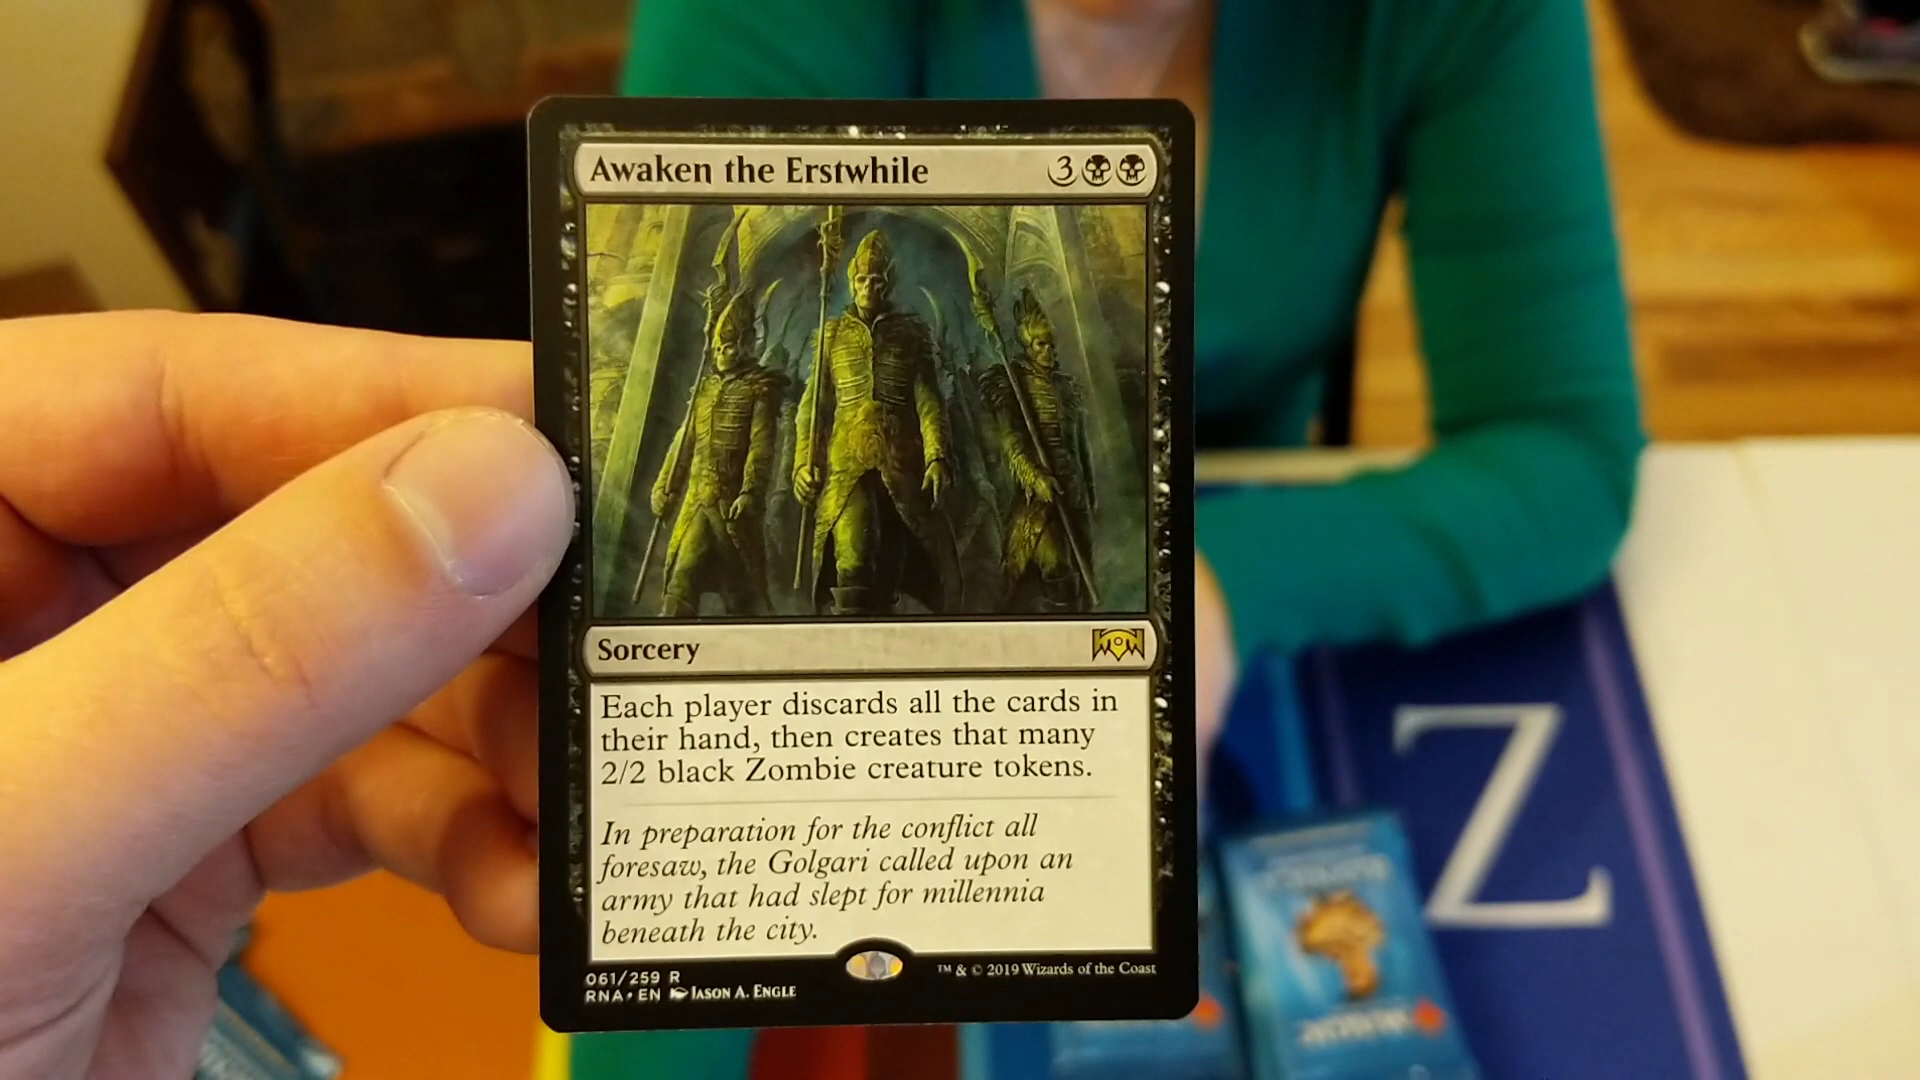 Awaken the Erstwhile 3
Sorcery
Each player discards all the cards in
their hand, then creates that many
2/2 black Zombie creature tokens.
In preparation for the conflict all
foresaw, the Golgari called upon an
army that had slept for millennia
beneath the city.
061/259 R
RNA • EN Jason A. Engle
™ & © 2019 Wizards of the Coast
Z